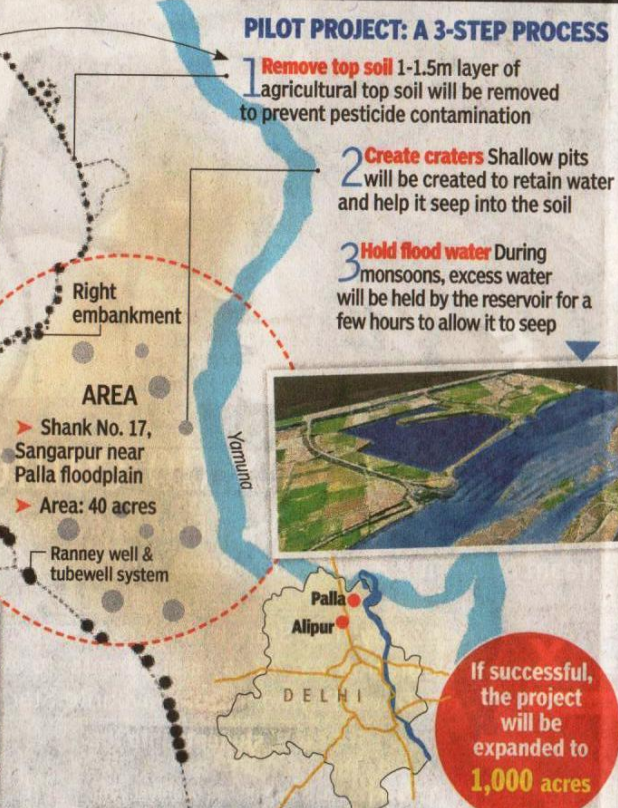 PILOT PROJECT: A 3-STEP PROCESS
1 Remove top soil 1-1.5m layer of
agricultural top soil will be removed
to prevent pesticide contamination
2 Create craters Shallow pits
will be created to retain water
and help it seep into the soil
3 Hold flood water During
monsoons, excess water
will be held by the reservoir for a
few hours to allow it to seep
Right
embankment
AREA
➤ Shank No. 17,
Sangarpur near
Palla floodplain
➤ Area: 40 acres
Ranney well &
tubewell system
Yamuna
Palla
Alipur
DELHI
If successful,
the project
will be
expanded to
1,000 acres